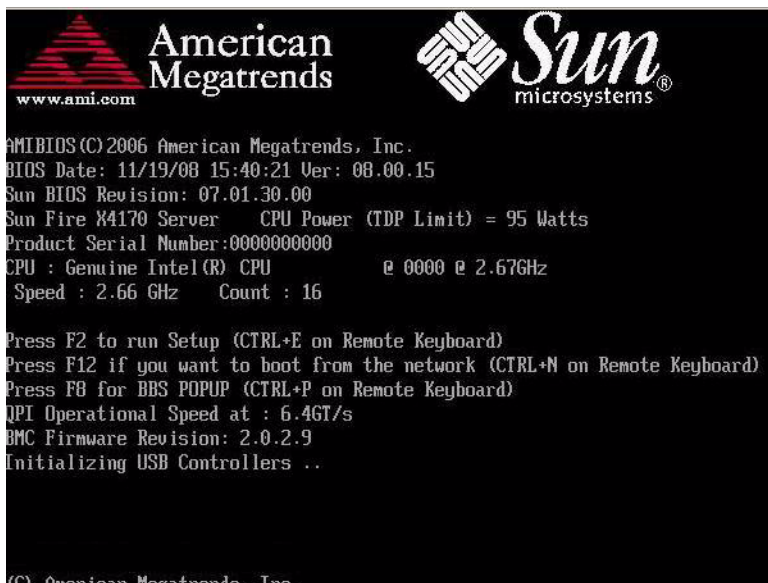 American
Megatrends
www.ami.com
Sun
microsystems
®
AMIBIOS(C)2006 American Megatrends, Inc.
BIOS Date: 11/19/08 15:40:21 Ver: 08.00.15
Sun BIOS Revision: 07.01.30.00
Sun Fire X4170 Server CPU Power (TDP Limit) = 95 Watts
Product Serial Number:0000000000
CPU : Genuine Intel(R) CPU @ 0000 @ 2.67GHz
Speed : 2.66 GHz Count : 16
Press F2 to run Setup (CTRL+E on Remote Keyboard)
Press F12 if you want to boot from the network (CTRL+N on Remote Keyboard)
Press F8 for BBS POPUP (CTRL+P on Remote Keyboard)
QPI Operational Speed at : 6.4GT/s
BMC Firmware Revision: 2.0.2.9
Initializing USB Controllers ..
(C) American Megatrends, Inc.